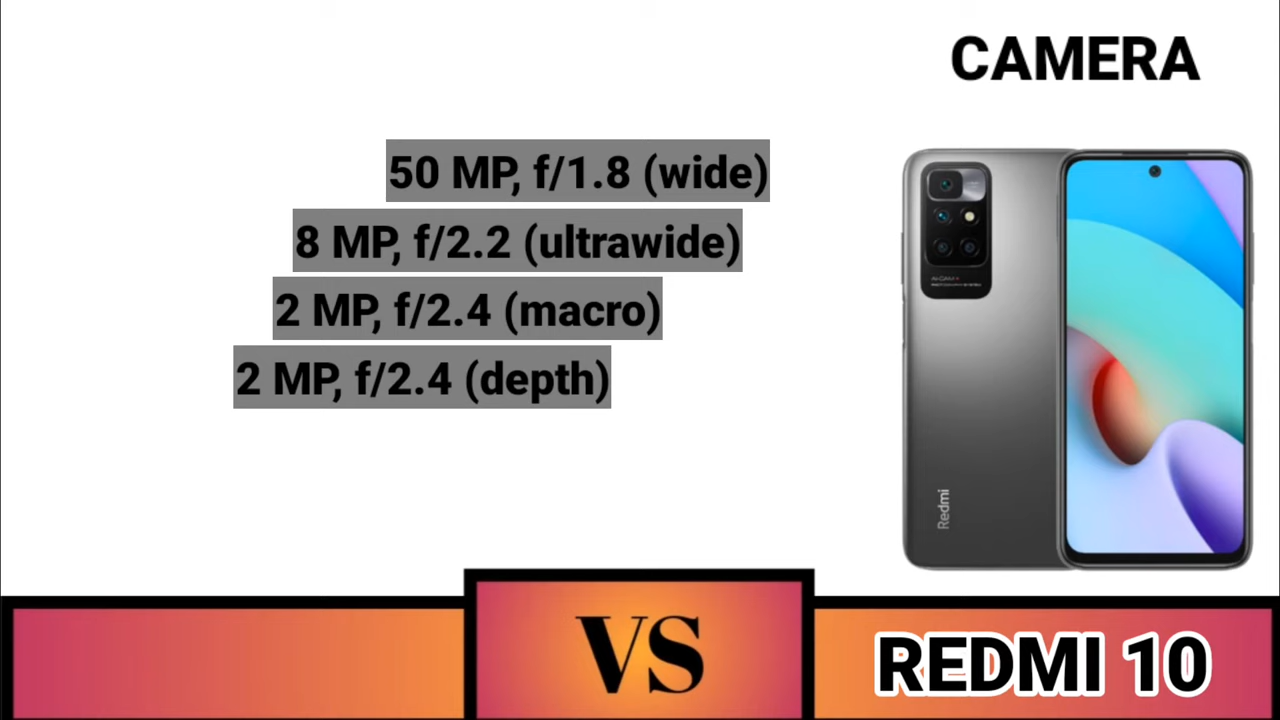 CAMERA
50 MP, f/1.8 (wide)
8 MP, f/2.2 (ultrawide)
2 MP, f/2.4 (macro)
2 MP, f/2.4 (depth)
Redmi
VS
REDMI 10